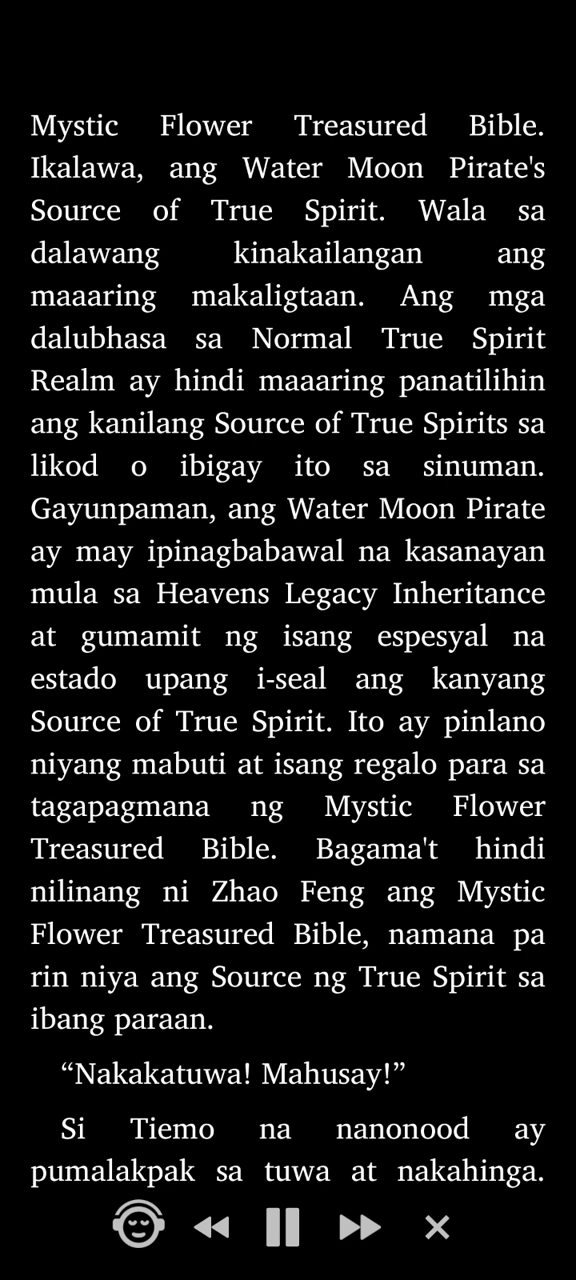 Mystic Flower Treasured Bible.
Ikalawa, ang Water Moon Pirate's
Source of True Spirit. Wala sa
dalawang kinakailangan ang
maaaring makaligtaan. Ang mga
dalubhasa sa Normal True Spirit
Realm ay hindi maaaring panatilihin
ang kanilang Source of True Spirits sa
likod o ibigay ito sa sinuman.
Gayunpaman, ang Water Moon Pirate
ay may ipinagbabawal na kasanayan
mula sa Heavens Legacy Inheritance
at gumamit ng isang espesyal na
estado upang i-seal ang kanyang
Source of True Spirit. Ito ay pinlano
niyang mabuti at isang regalo para sa
tagapagmana ng Mystic Flower
Treasured Bible. Bagama't hindi
nilinang ni Zhao Feng ang Mystic
Flower Treasured Bible, namana pa
rin niya ang Source ng True Spirit sa
ibang paraan.
“Nakakatuwa! Mahusay!”
Si Tiemo na nanonood ay
pumalakpak sa tuwa at nakahinga.